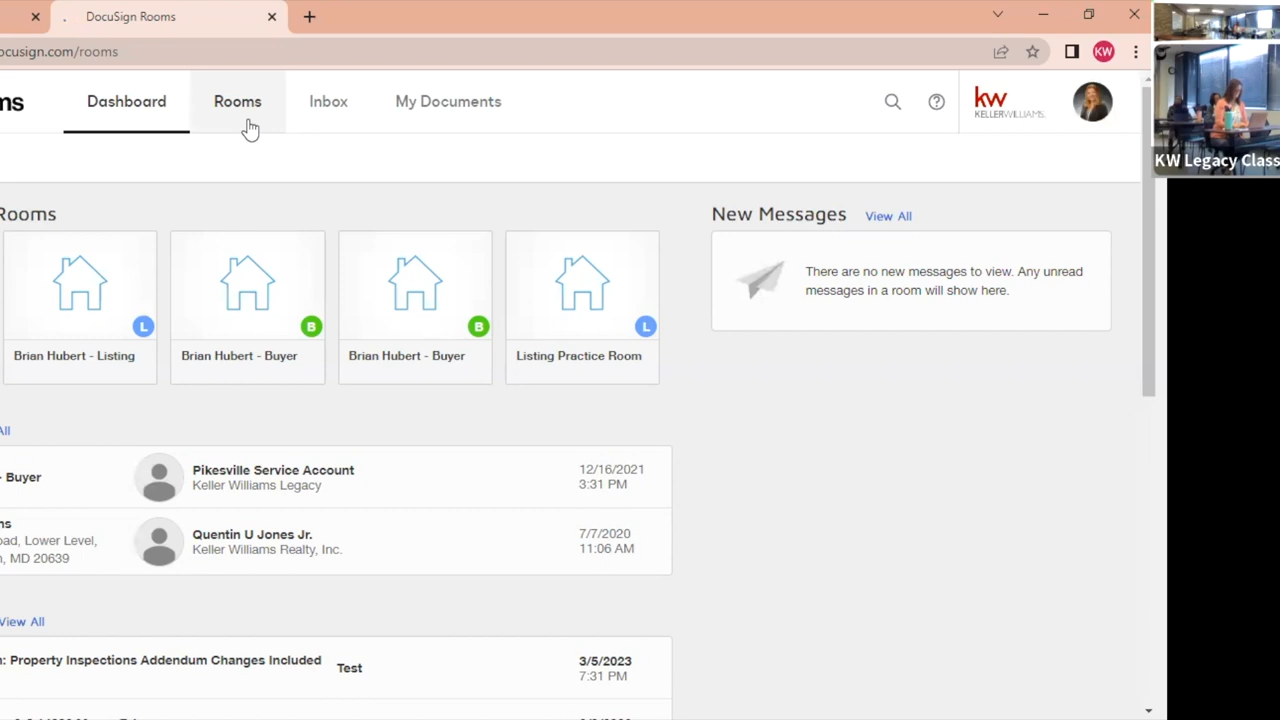 DocuSign Rooms
ocusign.com/rooms
KW
ms
Dashboard
Rooms
Inbox
My Documents
kw
KELLERWILLIAMS.
KW Legacy Class
Rooms
New Messages
View All
L
B
B
L
Brian Hubert - Listing
Brian Hubert - Buyer
Brian Hubert - Buyer
Listing Practice Room
There are no new messages to view. Any unread
messages in a room will show here.
All
- Buyer
Pikesville Service Account
Keller Williams Legacy
12/16/2021
3:31 PM
ms
oad, Lower Level,
n, MD 20639
Quentin U Jones Jr.
Keller Williams Realty, Inc.
7/7/2020
11:06 AM
View All
n: Property Inspections Addendum Changes Included
Test
3/5/2023
7:31 PM